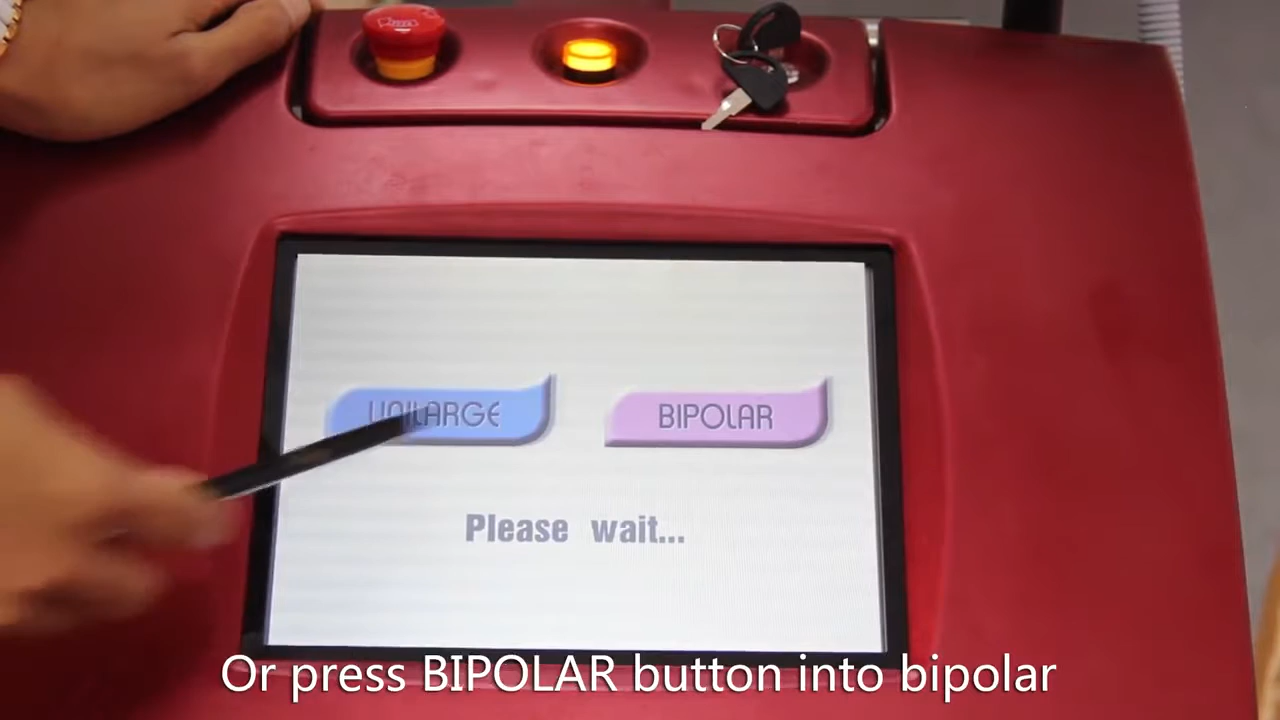 UNILARGE
BIPOLAR
Please wait...
Or press BIPOLAR button into bipolar